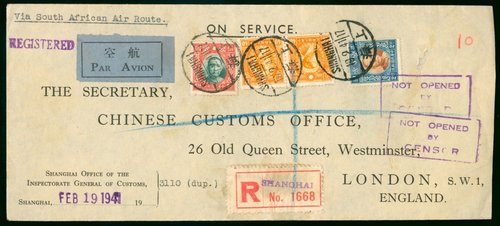 Via South African Air Route.
ON SERVICE.
REGISTERED
空 航
PAR AVION
10
THE SECRETARY,
NOT OPENED
BY
CENSOR
CHINESE CUSTOMS OFFICE,
NOT OPENED
BY
CENSOR
26 Old Queen Street, Westminster,
SHANGHAI OFFICE OF THE
INSPECTORATE GENERAL OF CUSTOMS,
3110 (dup.)
R SHANGHAI
No. 1668
LONDON, S.W.1,
SHANGHAI, FEB 19 1941 19
ENGLAND.